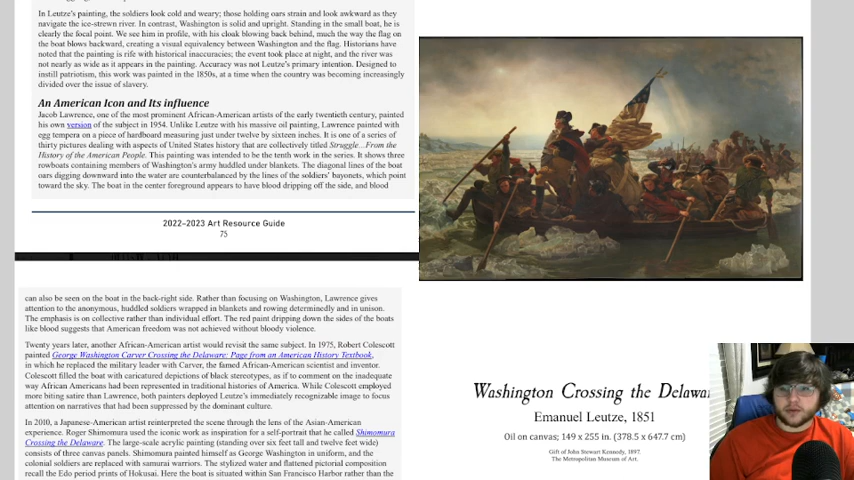 In Leutze's painting, the soldiers look cold and weary; those holding oars strain and look awkward as they
navigate the ice-strewn river. In contrast, Washington is solid and upright. Standing in the small boat, he is
clearly the focal point. We see him in profile, with his cloak blowing back behind, much the way the flag on
the boat blows backward, creating a visual equivalency between Washington and the flag. Historians have
noted that the painting is rife with historical inaccuracies; the event took place at night, and the river was
not nearly as wide as it appears in the painting. Accuracy was not Leutze's primary intention. Designed to
instill patriotism, this work was painted in the 1850s, at a time when the country was becoming increasingly
divided over the issue of slavery.
An American Icon and Its influence
Jacob Lawrence, one of the most prominent African-American artists of the early twentieth century, painted
his own version of the subject in 1954. Unlike Leutze with his massive oil painting, Lawrence painted with
egg tempera on a piece of hardboard measuring just under twelve by sixteen inches. It is one of a series of
thirty pictures dealing with aspects of United States history that are collectively titled Struggle...From the
History of the American People. This painting was intended to be the tenth work in the series. It shows three
rowboats containing members of Washington's army huddled under blankets. The diagonal lines of the boat
oars digging downward into the water are counterbalanced by the lines of the soldiers' bayonets, which point
toward the sky. The boat in the center foreground appears to have blood dripping off the side, and blood
2022–2023 Art Resource Guide
75
can also be seen on the boat in the back-right side. Rather than focusing on Washington, Lawrence gives
attention to the anonymous, huddled soldiers wrapped in blankets and rowing determinedly and in unison.
The emphasis is on collective rather than individual effort. The red paint dripping down the sides of the boats
like blood suggests that American freedom was not achieved without bloody violence.
Twenty years later, another African-American artist would revisit the same subject. In 1975, Robert Colescott
painted George Washington Carver Crossing the Delaware: Page from an American History Textbook,
in which he replaced the military leader with Carver, the famed African-American scientist and inventor.
Colescott filled the boat with caricatured depictions of black stereotypes, as if to comment on the inadequate
way African Americans had been represented in traditional histories of America. While Colescott employed
more biting satire than Lawrence, both painters deployed Leutze's immediately recognizable image to focus
attention on narratives that had been suppressed by the dominant culture.
In 2010, a Japanese-American artist reinterpreted the scene through the lens of the Asian-American
experience. Roger Shimomura used the iconic work as inspiration for a self-portrait that he called Shimomura
Crossing the Delaware. The large-scale acrylic painting (standing over six feet tall and twelve feet wide)
consists of three canvas panels. Shimomura painted himself as George Washington in uniform, and the
colonial soldiers are replaced with samurai warriors. The stylized water and flattened pictorial composition
recall the Edo period prints of Hokusai. Here the boat is situated within San Francisco Harbor rather than the
Washington Crossing the Delawar
Emanuel Leutze, 1851
Oil on canvas; 149 x 255 in. (378.5 x 647.7 cm)
Gift of John Stewart Kennedy, 1897.
The Metropolitan Museum of Art.